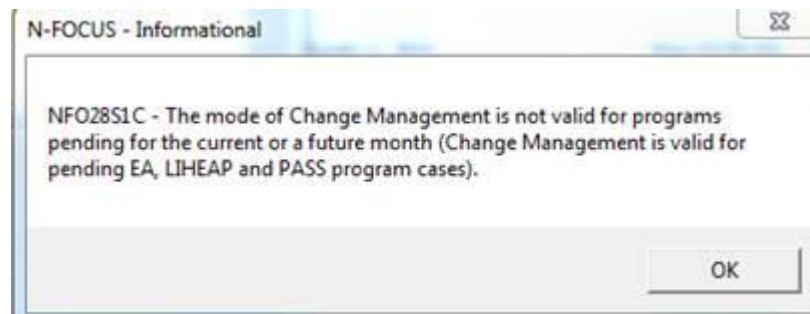 N-FOCUS - Informational
NFO28S1C - The mode of Change Management is not valid for programs
pending for the current or a future month (Change Management is valid for
pending EA, LIHEAP and PASS program cases).
OK